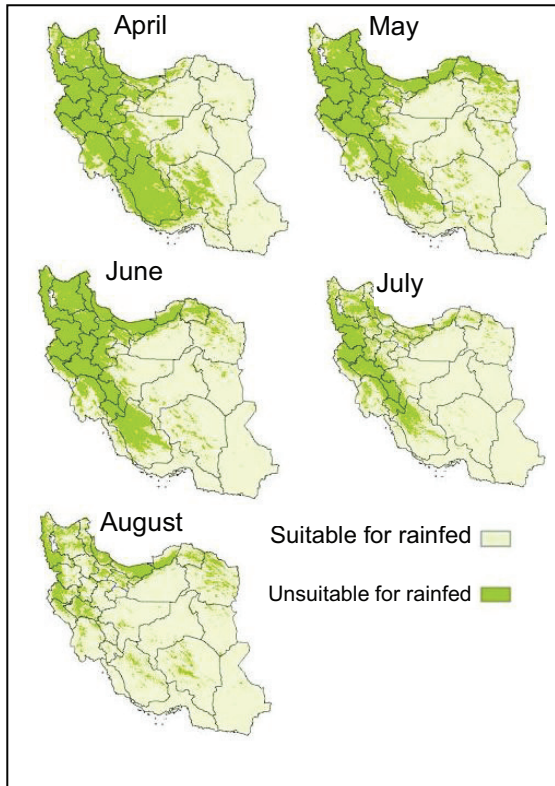 April
May
June
July
August
Suitable for rainfed
Unsuitable for rainfed